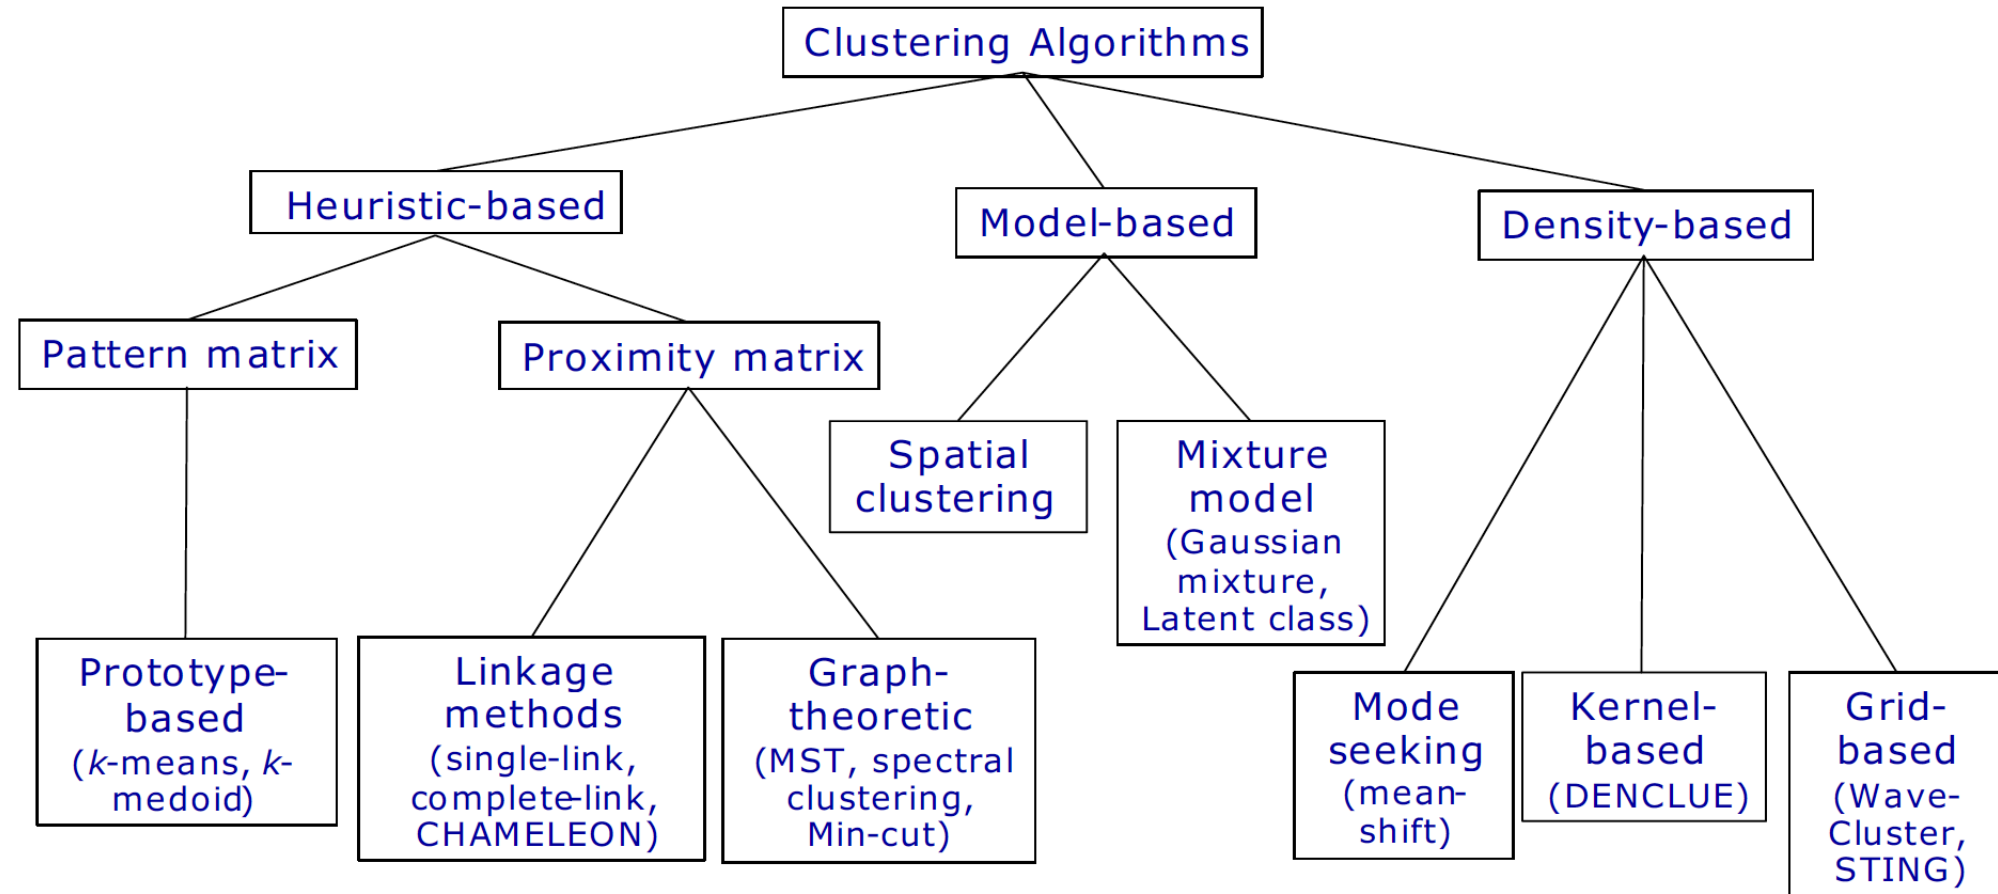 Clustering Algorithms
Heuristic-based
Model-based
Density-based
Pattern matrix
Proximity matrix
Spatial
clustering
Mixture
model
(Gaussian
mixture,
Latent class)
Prototype-
based
(k-means, k-
medoid)
Linkage
methods
(single-link,
complete-link,
CHAMELEON)
Graph-
theoretic
(MST, spectral
clustering,
Min-cut)
Mode
seeking
(mean-
shift)
Kernel-
based
(DENCLUE)
Grid-
based
(Wave-
Cluster,
STING)